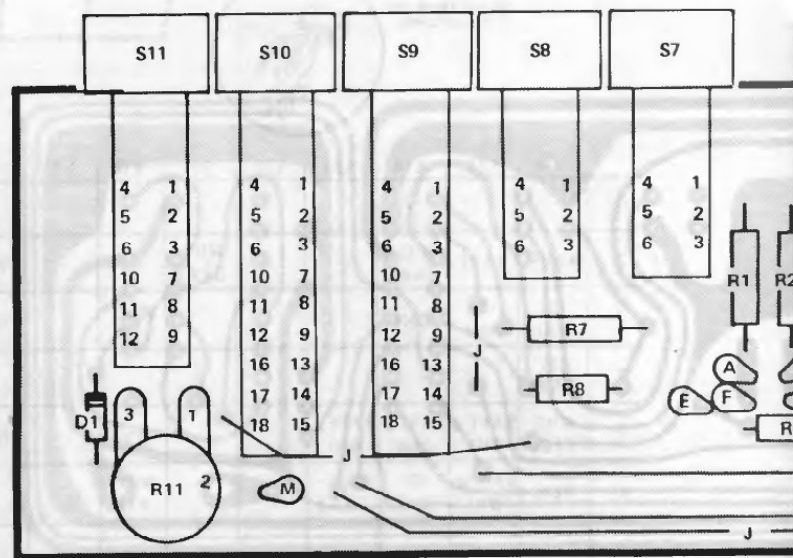 S11 S10 S9 S8 S7
4 1 4 1 4 1 4 1 4 1
5 2 5 2 5 2 5 2 5 2
6 3 6 3 6 3 6 3 6 3
10 7 10 7 10 7
R1 R2
11 8 11 8 11 8
12 9 12 9 12 9
R7
J
16 13 16 13
A
17 14 17 14
R8
E F
D1 3 1
18 15 18 15
R
J
R11 2 M
J